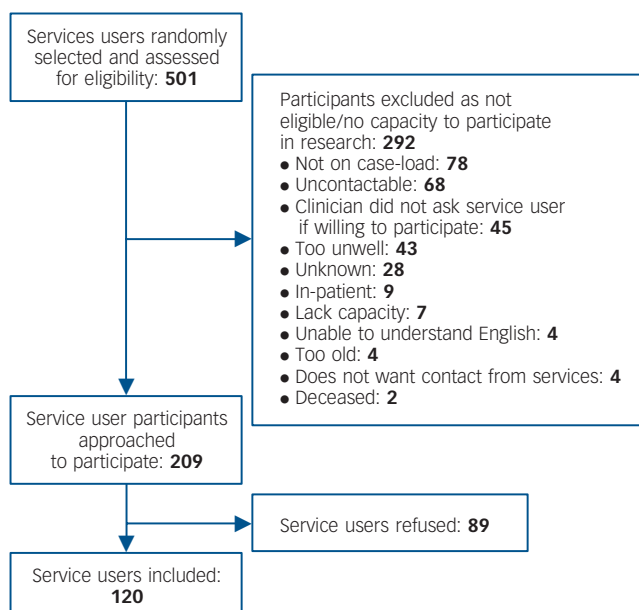 Services users randomly
selected and assessed
for eligibility: 501
Participants excluded as not
eligible/no capacity to participate
in research: 292
● Not on case-load: 78
● Uncontactable: 68
● Clinician did not ask service user
if willing to participate: 45
● Too unwell: 43
● Unknown: 28
● In-patient: 9
● Lack capacity: 7
● Unable to understand English: 4
● Too old: 4
● Does not want contact from services: 4
● Deceased: 2
Service user participants
approached
to participate: 209
Service users refused: 89
Service users included:
120